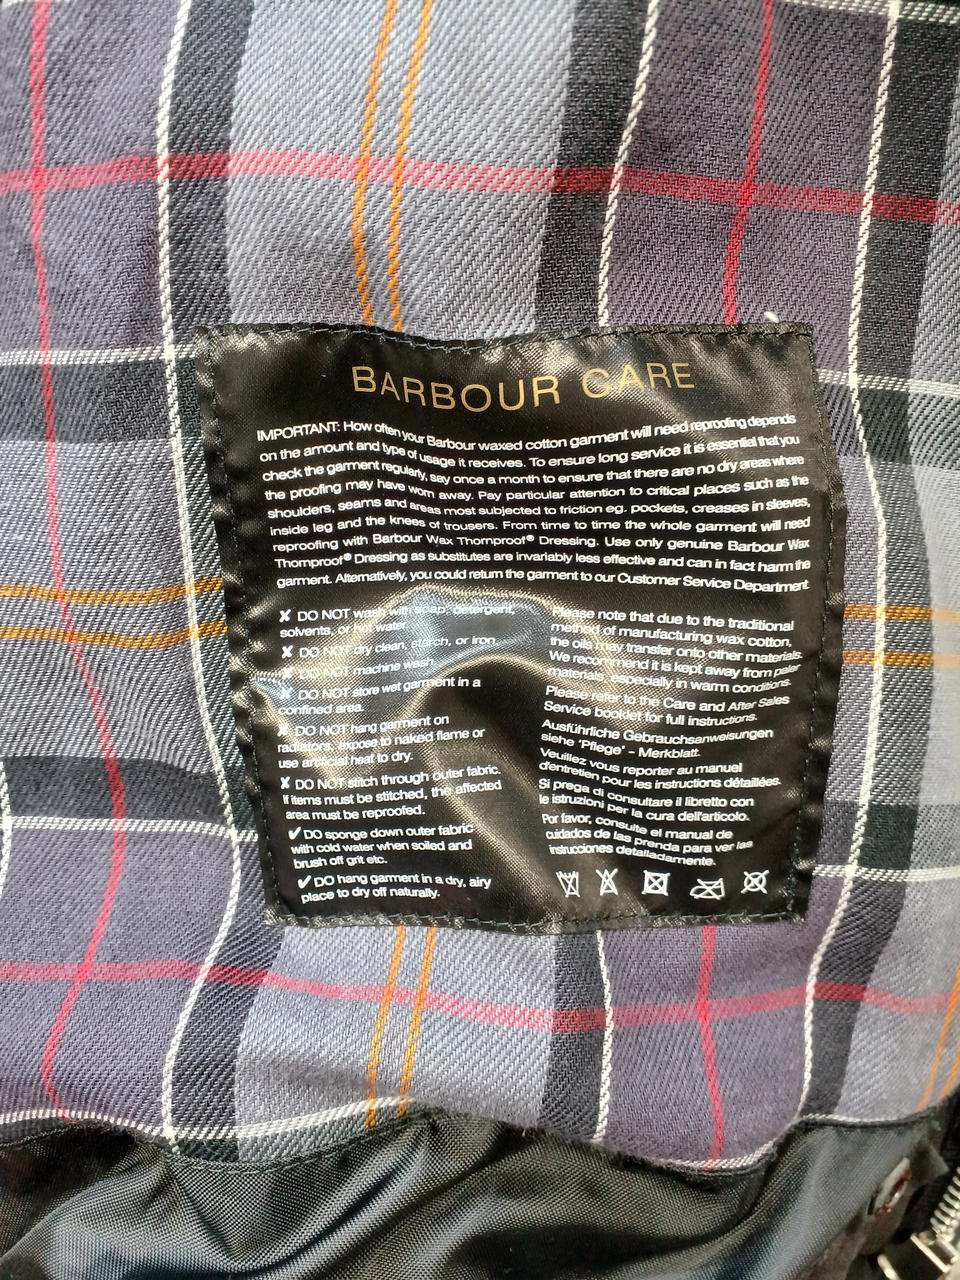 BARBOUR CARE
IMPORTANT: How often your Barbour waxed cotton garment will need reproofing depends
on the amount and type of usage it receives. To ensure long service it is essential that you
check the garment regularly, say once a month to ensure that there are no dry areas where
the proofing may have worn away. Pay particular attention to critical places such as the
shoulders, seams and areas most subjected to friction eg. pockets, creases in sleeves,
inside leg and the knees of trousers. From time to time the whole garment will need
reproofing with Barbour Wax Thornproof® Dressing. Use only genuine Barbour Wax
Thornproof® Dressing as substitutes are invariably less effective and can in fact harm the
garment. Alternatively, you could return the garment to our Customer Service Department.
✘ DO NOT wash with soap, detergent,
solvents, or hot water.
✘ DO NOT dry clean, starch, or iron.
✘ DO NOT machine wash.
✘ DO NOT store wet garment in a
confined area.
✘ DO NOT hang garment on
radiators, expose to naked flame or
use artificial heat to dry.
✘ DO NOT stitch through outer fabric.
If items must be stitched, the affected
area must be reproofed.
✔ DO sponge down outer fabric
with cold water when soiled and
brush off grit etc.
✔ DO hang garment in a dry, airy
place to dry off naturally.
Please note that due to the traditional
method of manufacturing wax cotton,
the oils may transfer onto other materials.
We recommend it is kept away from paler
materials, especially in warm conditions.
Please refer to the Care and After Sales
Service booklet for full instructions.
Ausführliche Gebrauchsanweisungen
siehe 'Pflege' - Merkblatt.
Veuillez vous reporter au manuel
d'entretien pour les instructions détaillées.
Si prega di consultare il libretto con
le istruzioni per la cura dell'articolo.
Por favor, consulte el manual de
cuidados de las prenda para ver las
instrucciones detalladamente.